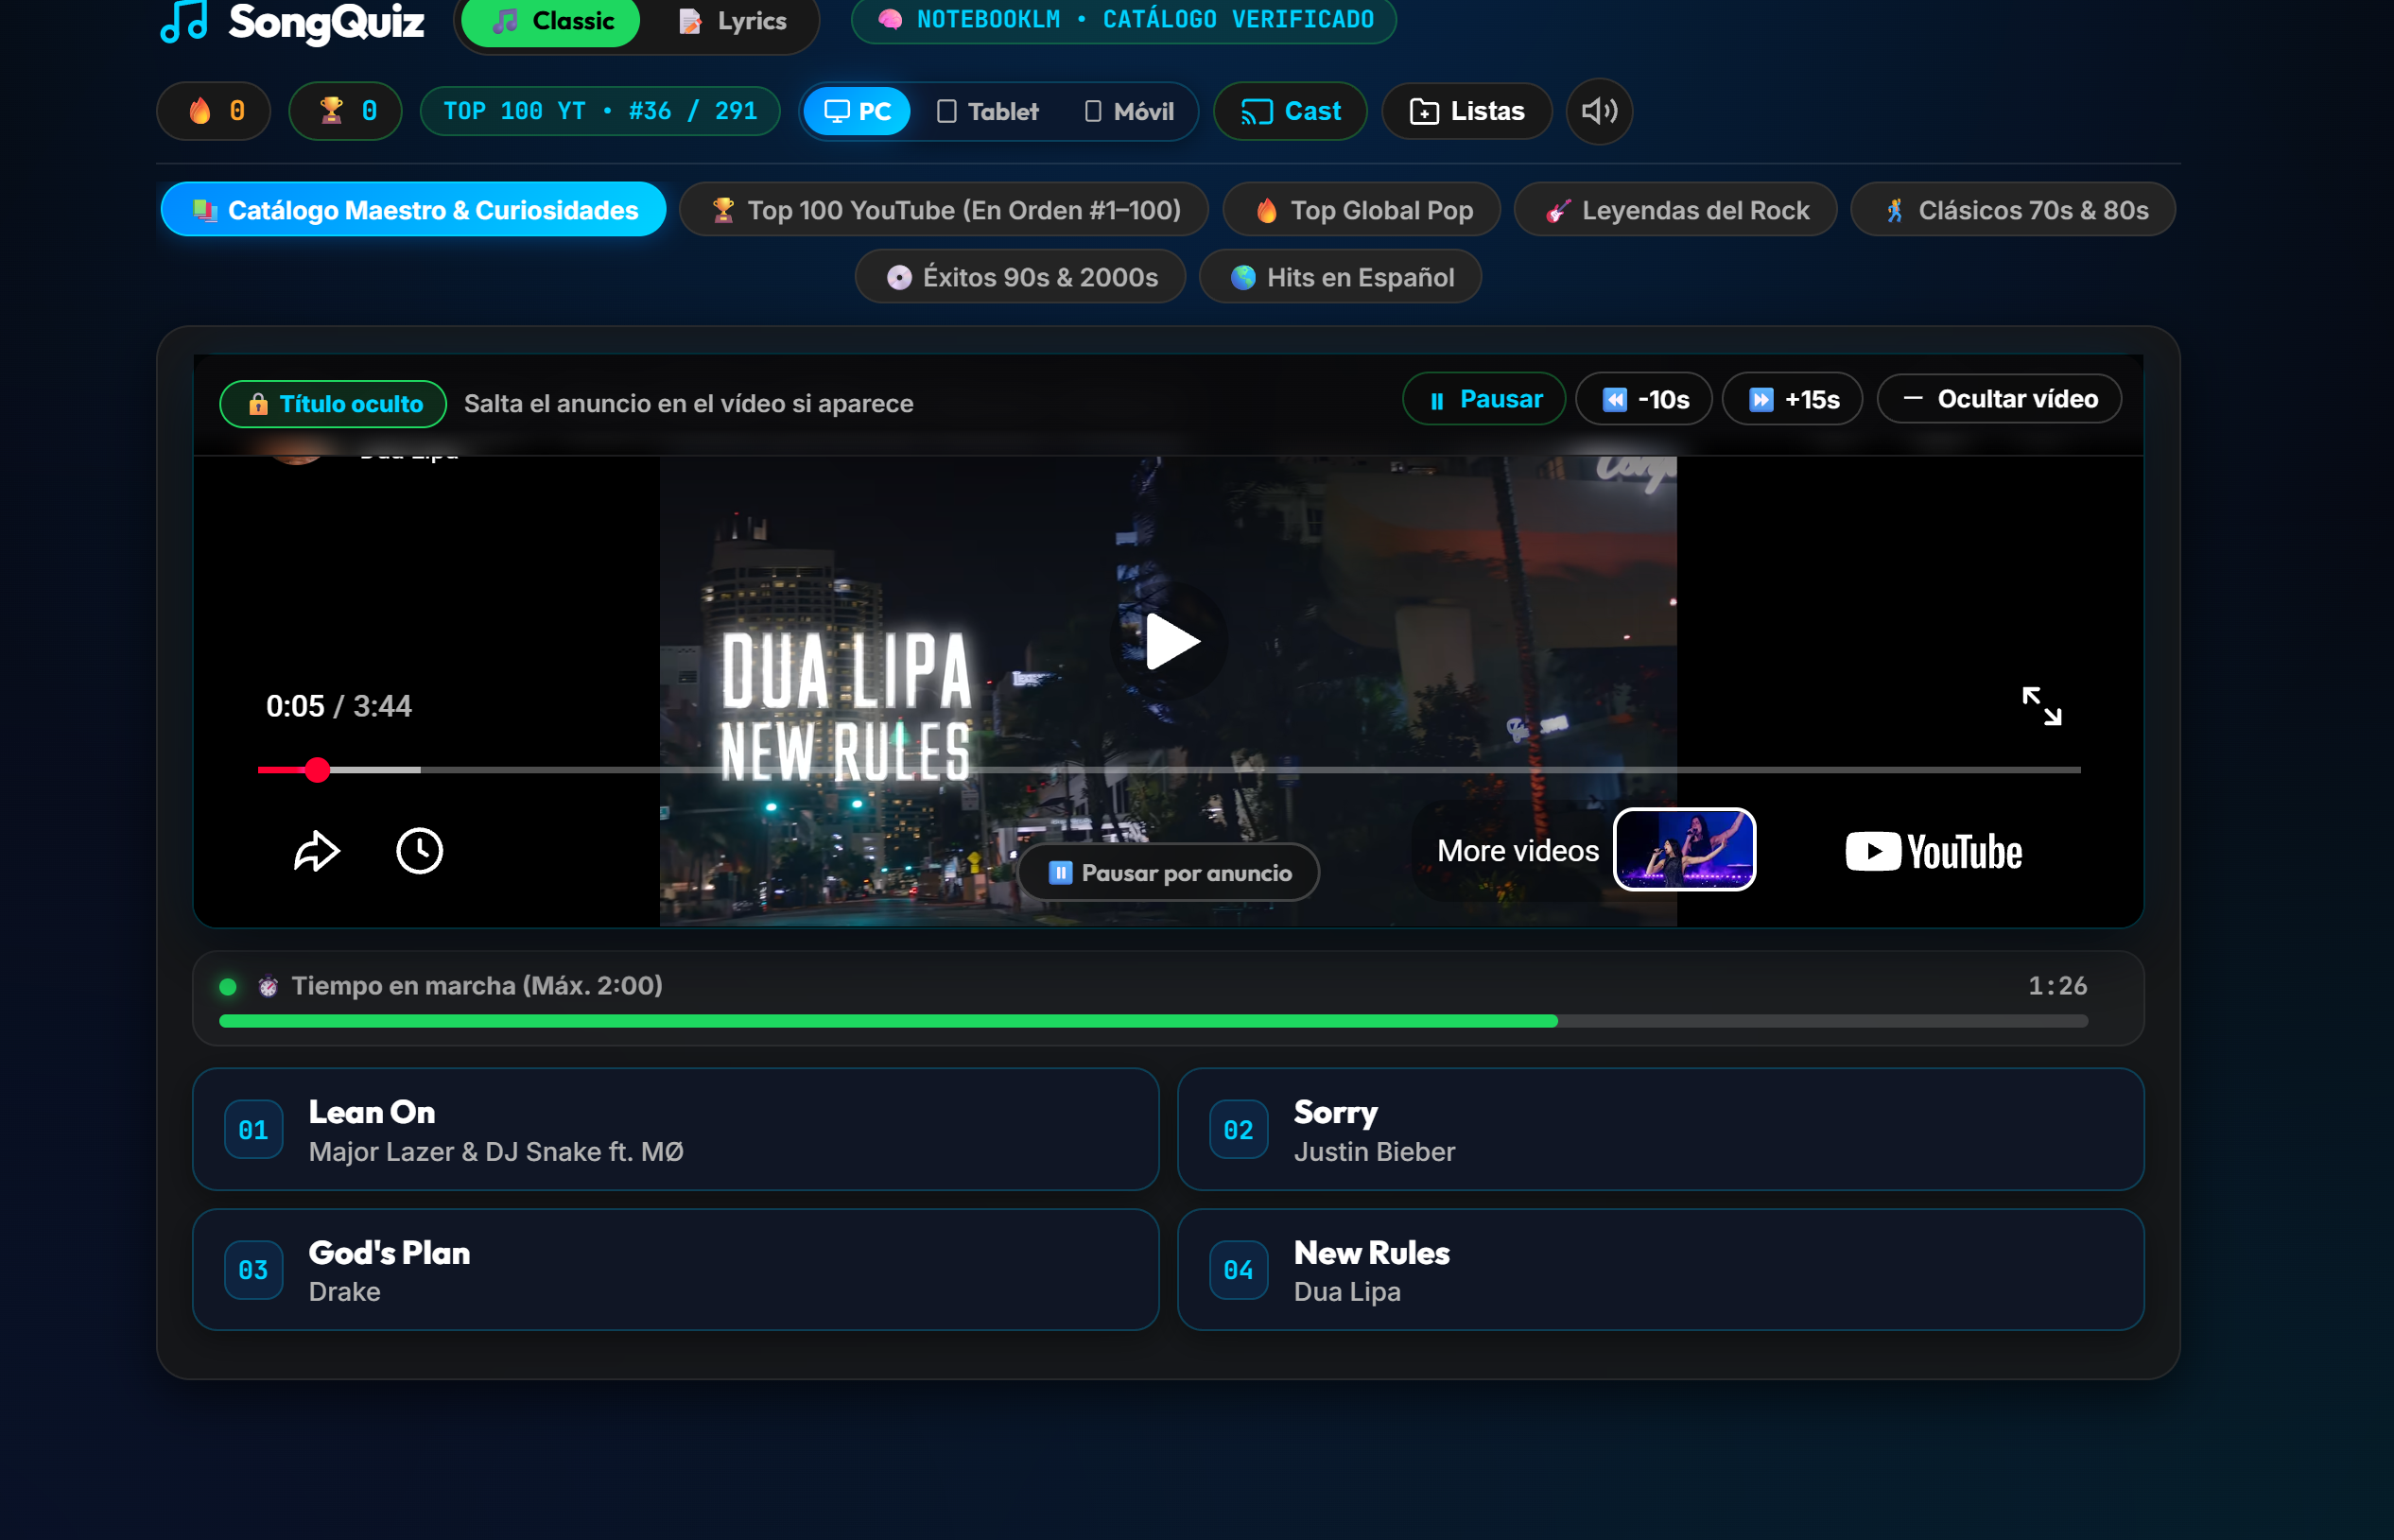 SongQuiz
Classic
Lyrics
NOTEBOOKLM • CATÁLOGO VERIFICADO
0
0
TOP 100 YT • #36 / 291
PC
Tablet
Móvil
Cast
Listas
Catálogo Maestro & Curiosidades
Top 100 YouTube (En Orden #1–100)
Top Global Pop
Leyendas del Rock
Clásicos 70s & 80s
Éxitos 90s & 2000s
Hits en Español
Título oculto
Salta el anuncio en el vídeo si aparece
Pausar
-10s
+15s
Ocultar vídeo
Dua Lipa
DUA LIPA
NEW RULES
0:05 / 3:44
Pausar por anuncio
More videos
YouTube
Tiempo en marcha (Máx. 2:00)
1:26
01
Lean On
Major Lazer & DJ Snake ft. MØ
02
Sorry
Justin Bieber
03
God's Plan
Drake
04
New Rules
Dua Lipa